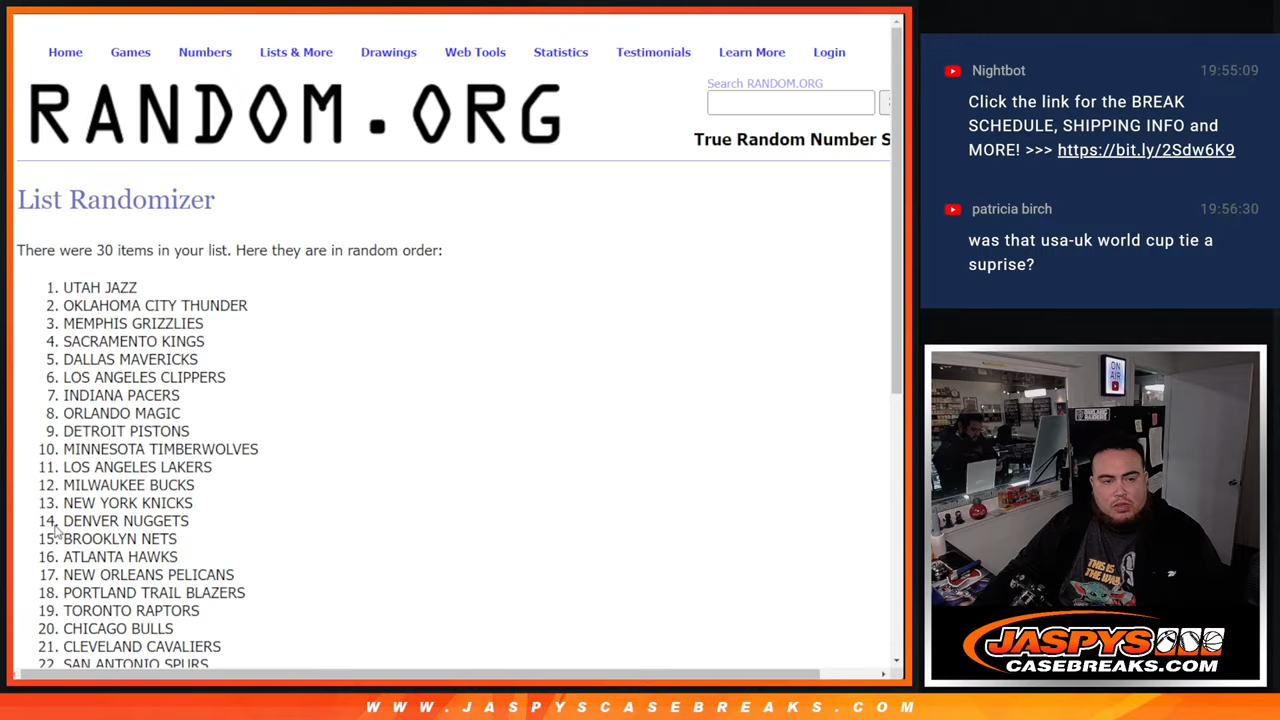 Home Games Numbers Lists & More Drawings Web Tools Statistics Testimonials Learn More Login
RANDOM.ORG
Search RANDOM.ORG
True Random Number S
List Randomizer
There were 30 items in your list. Here they are in random order:
1. UTAH JAZZ
2. OKLAHOMA CITY THUNDER
3. MEMPHIS GRIZZLIES
4. SACRAMENTO KINGS
5. DALLAS MAVERICKS
6. LOS ANGELES CLIPPERS
7. INDIANA PACERS
8. ORLANDO MAGIC
9. DETROIT PISTONS
10. MINNESOTA TIMBERWOLVES
11. LOS ANGELES LAKERS
12. MILWAUKEE BUCKS
13. NEW YORK KNICKS
14. DENVER NUGGETS
15. BROOKLYN NETS
16. ATLANTA HAWKS
17. NEW ORLEANS PELICANS
18. PORTLAND TRAIL BLAZERS
19. TORONTO RAPTORS
20. CHICAGO BULLS
21. CLEVELAND CAVALIERS
22. SAN ANTONIO SPURS
Nightbot 19:55:09
Click the link for the BREAK
SCHEDULE, SHIPPING INFO and
MORE! >>> https://bit.ly/2Sdw6K9
patricia birch 19:56:30
was that usa-uk world cup tie a
suprise?
ON
AIR
THIS IS
THE WAY
JASPYS
CASEBREAKS.COM
WWW.JASPYSCASEBREAKS.COM